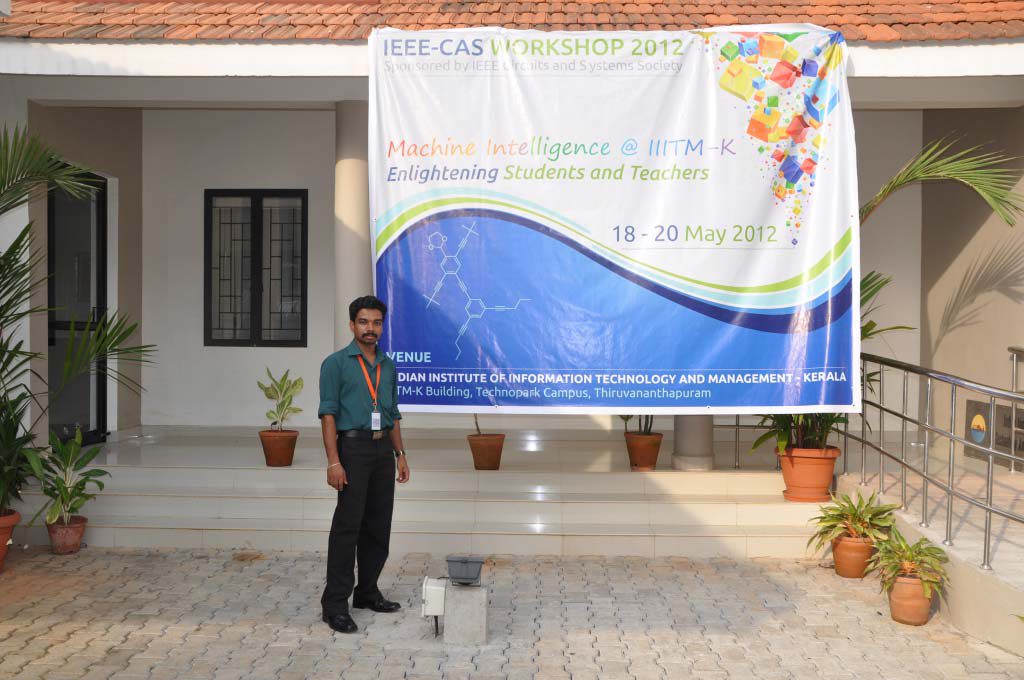 IEEE-CAS WORKSHOP 2012
Sponsored by IEEE Circuits and Systems Society
Machine Intelligence @ IIITM-K
Enlightening Students and Teachers
18 - 20 May 2012
VENUE
DIAN INSTITUTE OF INFORMATION TECHNOLOGY AND MANAGEMENT - KERALA
TM-K Building, Technopark Campus, Thiruvananthapuram